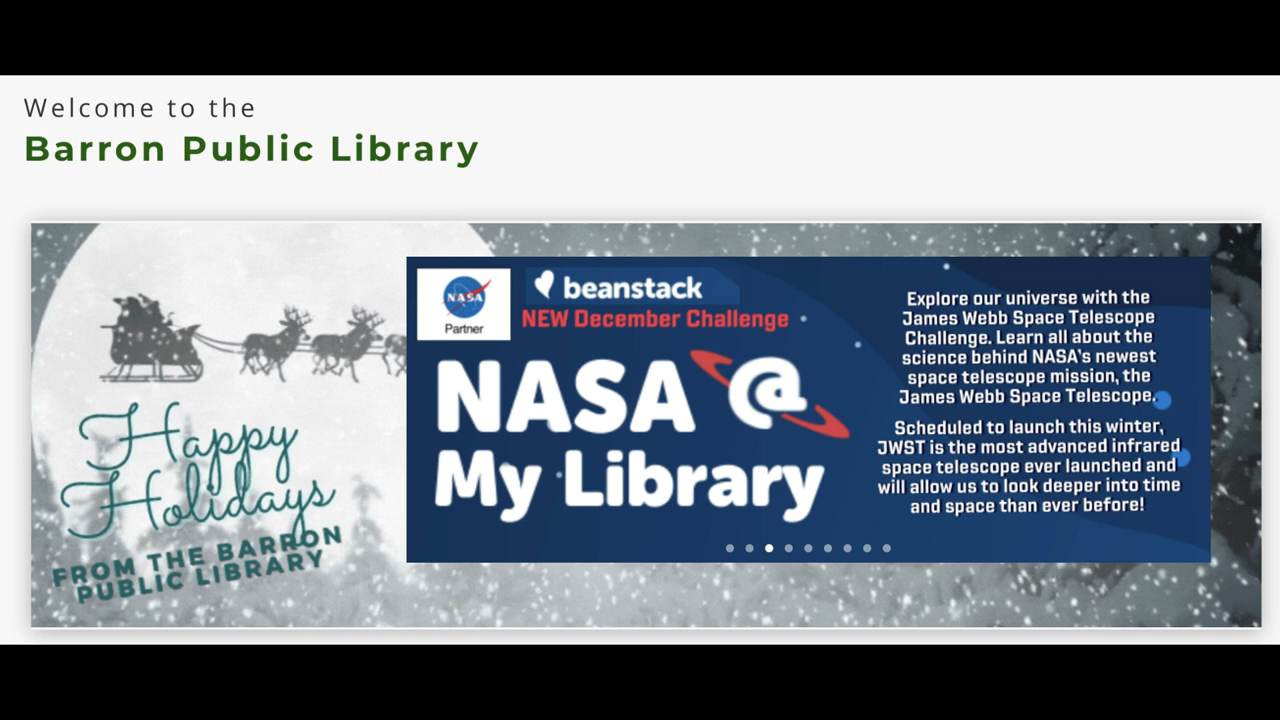 Welcome to the
Barron Public Library
Happy
Holidays
FROM THE BARRON
PUBLIC LIBRARY
NASA
Partner
beanstack
NEW December Challenge
NASA @
My Library
Explore our universe with the
James Webb Space Telescope
Challenge. Learn all about the
science behind NASA's newest
space telescope mission, the
James Webb Space Telescope.
Scheduled to launch this winter,
JWST is the most advanced infrared
space telescope ever launched and
will allow us to look deeper into time
and space than ever before!